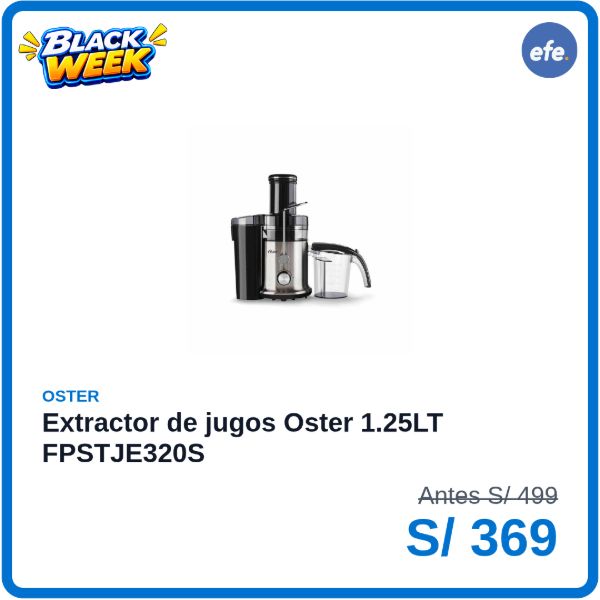 BLACK
WEEK
efe.
OSTER
Extractor de jugos Oster 1.25LT
FPSTJE320S
Antes S/ 499
S/ 369